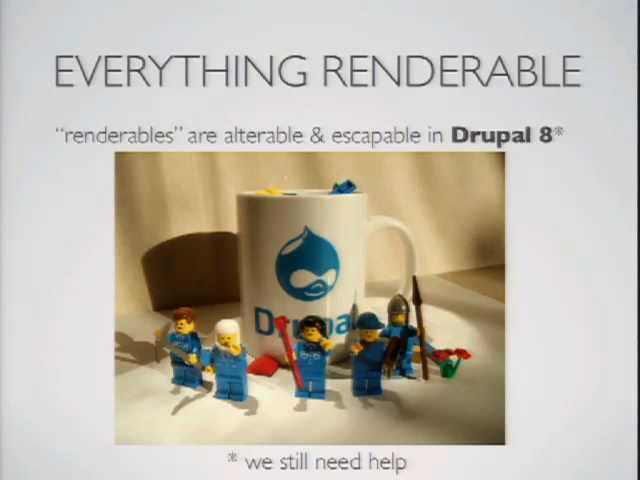 EVERYTHING RENDERABLE
“renderables” are alterable & escapable in Drupal 8*
Drupal
* we still need help